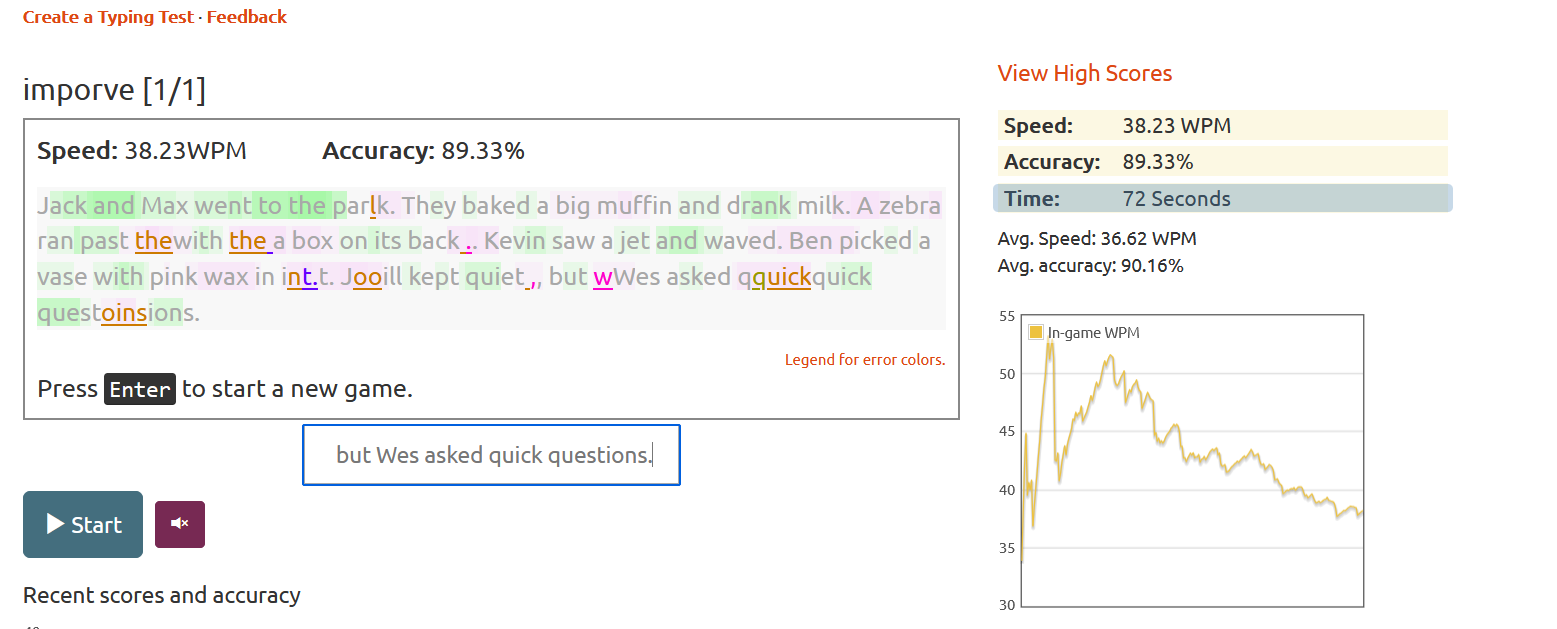 Create a Typing Test · Feedback
imporve [1/1]
Speed: 38.23WPM Accuracy: 89.33%
Jack and Max went to the parlk. They baked a big muffin and drank milk. A zebra
ran past thewith the a box on its back .. Kevin saw a jet and waved. Ben picked a
vase with pink wax in int.t. Jooill kept quiet ,, but wWes asked qquickquick
questoinsions.
Legend for error colors.
Press Enter to start a new game.
but Wes asked quick questions.
Start
Recent scores and accuracy
View High Scores
Speed: 38.23 WPM
Accuracy: 89.33%
Time: 72 Seconds
Avg. Speed: 36.62 WPM
Avg. accuracy: 90.16%
55
In-game WPM
50
45
40
35
30